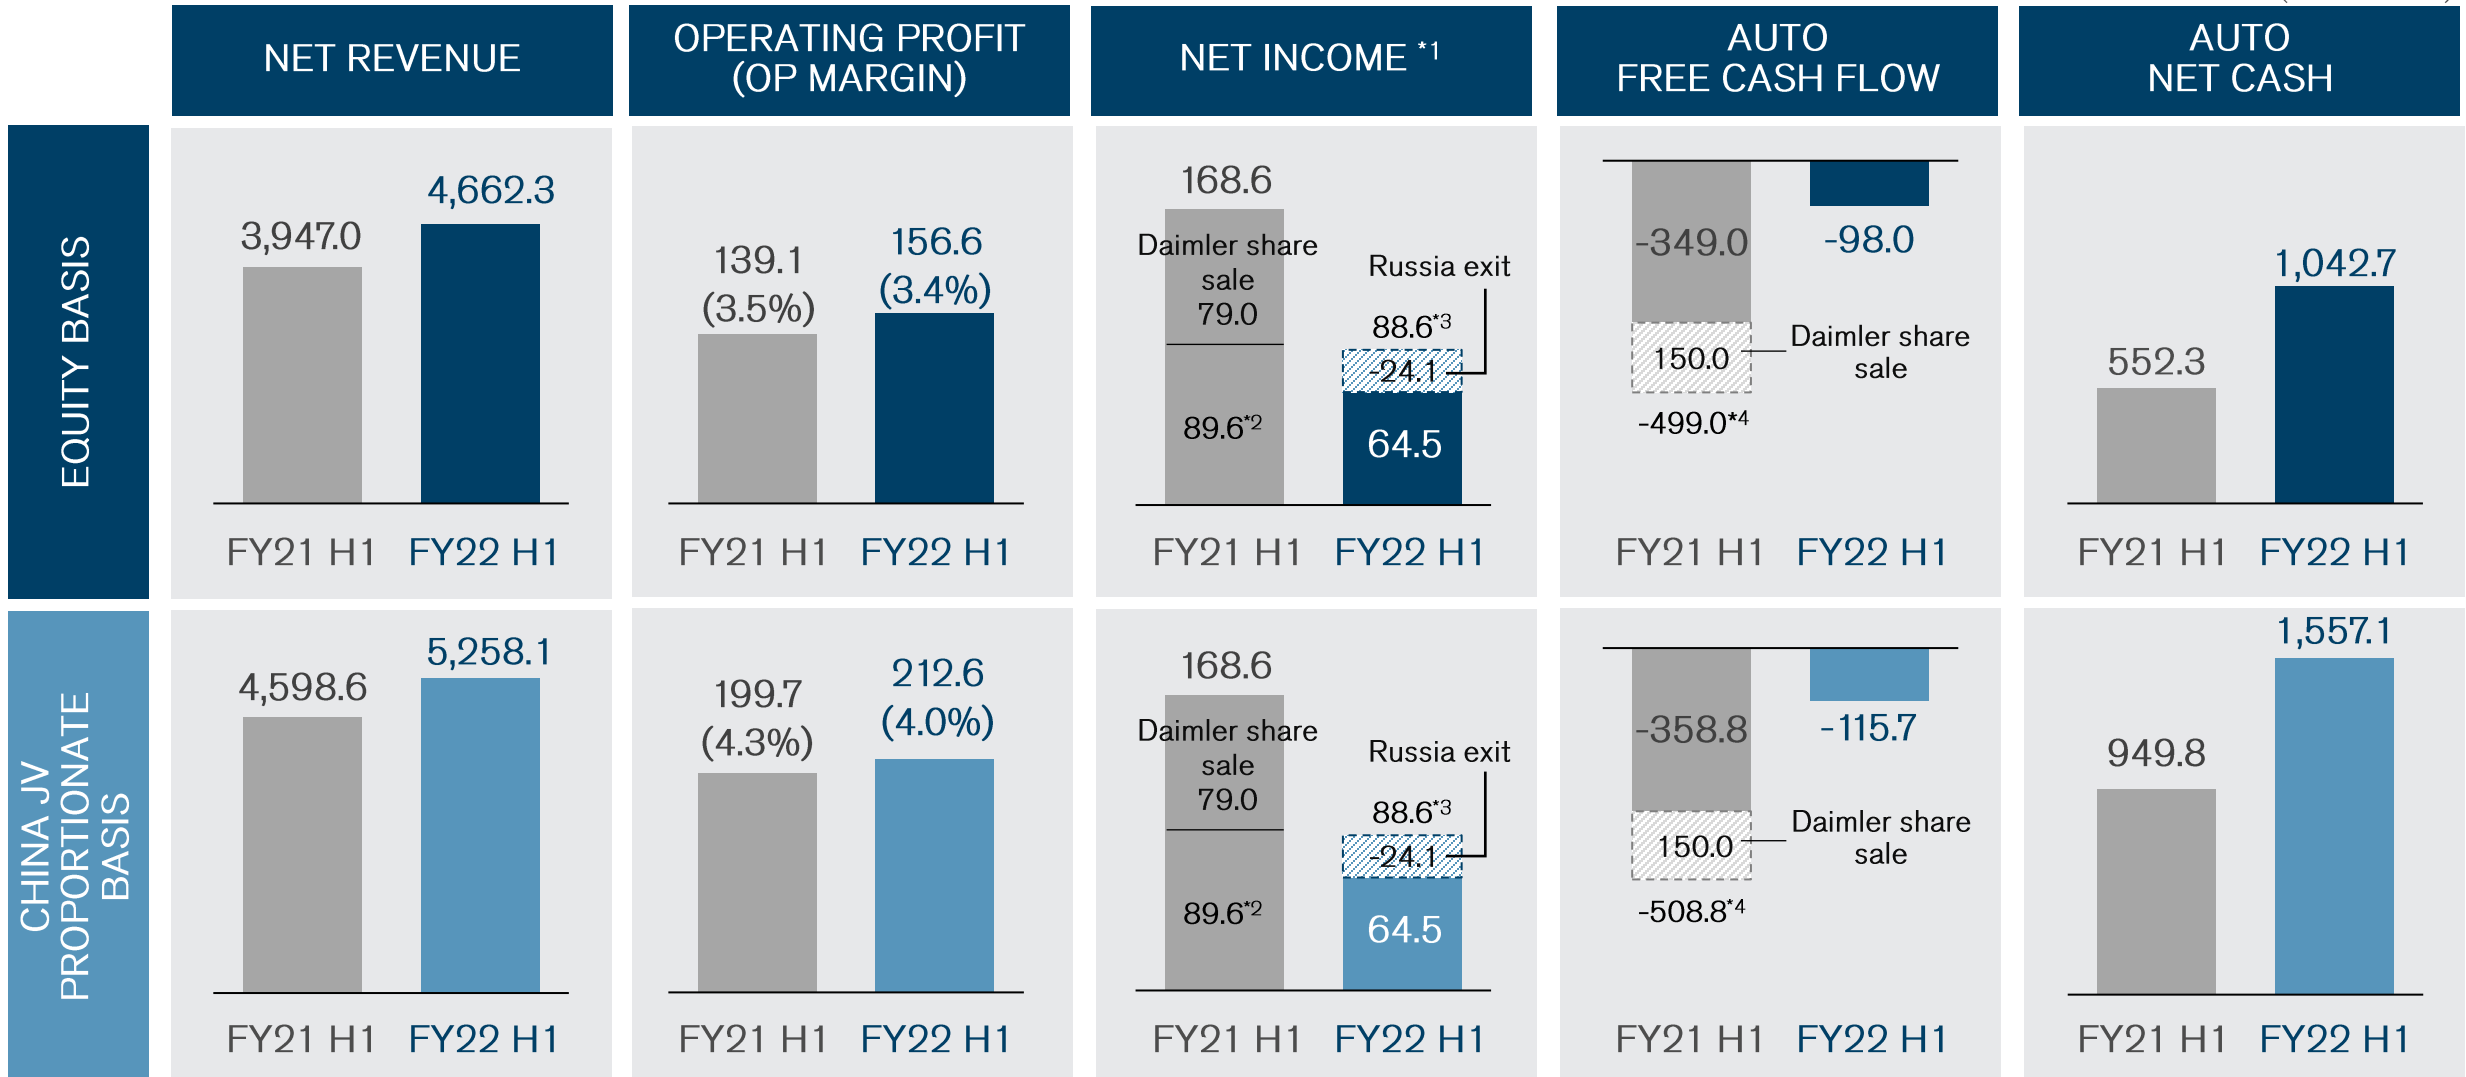 NET REVENUE
OPERATING PROFIT
(OP MARGIN)
NET INCOME *1
AUTO
FREE CASH FLOW
AUTO
NET CASH
EQUITY BASIS
3,947.0
4,662.3
FY21 H1
FY22 H1
139.1
(3.5%)
156.6
(3.4%)
FY21 H1
FY22 H1
168.6
Daimler share
sale
79.0
89.6*2
Russia exit
88.6*3
-24.1
64.5
FY21 H1
FY22 H1
-349.0
-98.0
150.0
Daimler share
sale
-499.0*4
FY21 H1
FY22 H1
552.3
1,042.7
FY21 H1
FY22 H1
CHINA JV
PROPORTIONATE
BASIS
4,598.6
5,258.1
FY21 H1
FY22 H1
199.7
(4.3%)
212.6
(4.0%)
FY21 H1
FY22 H1
168.6
Daimler share
sale
79.0
89.6*2
Russia exit
88.6*3
-24.1
64.5
FY21 H1
FY22 H1
-358.8
-115.7
150.0
Daimler share
sale
-508.8*4
FY21 H1
FY22 H1
949.8
1,557.1
FY21 H1
FY22 H1